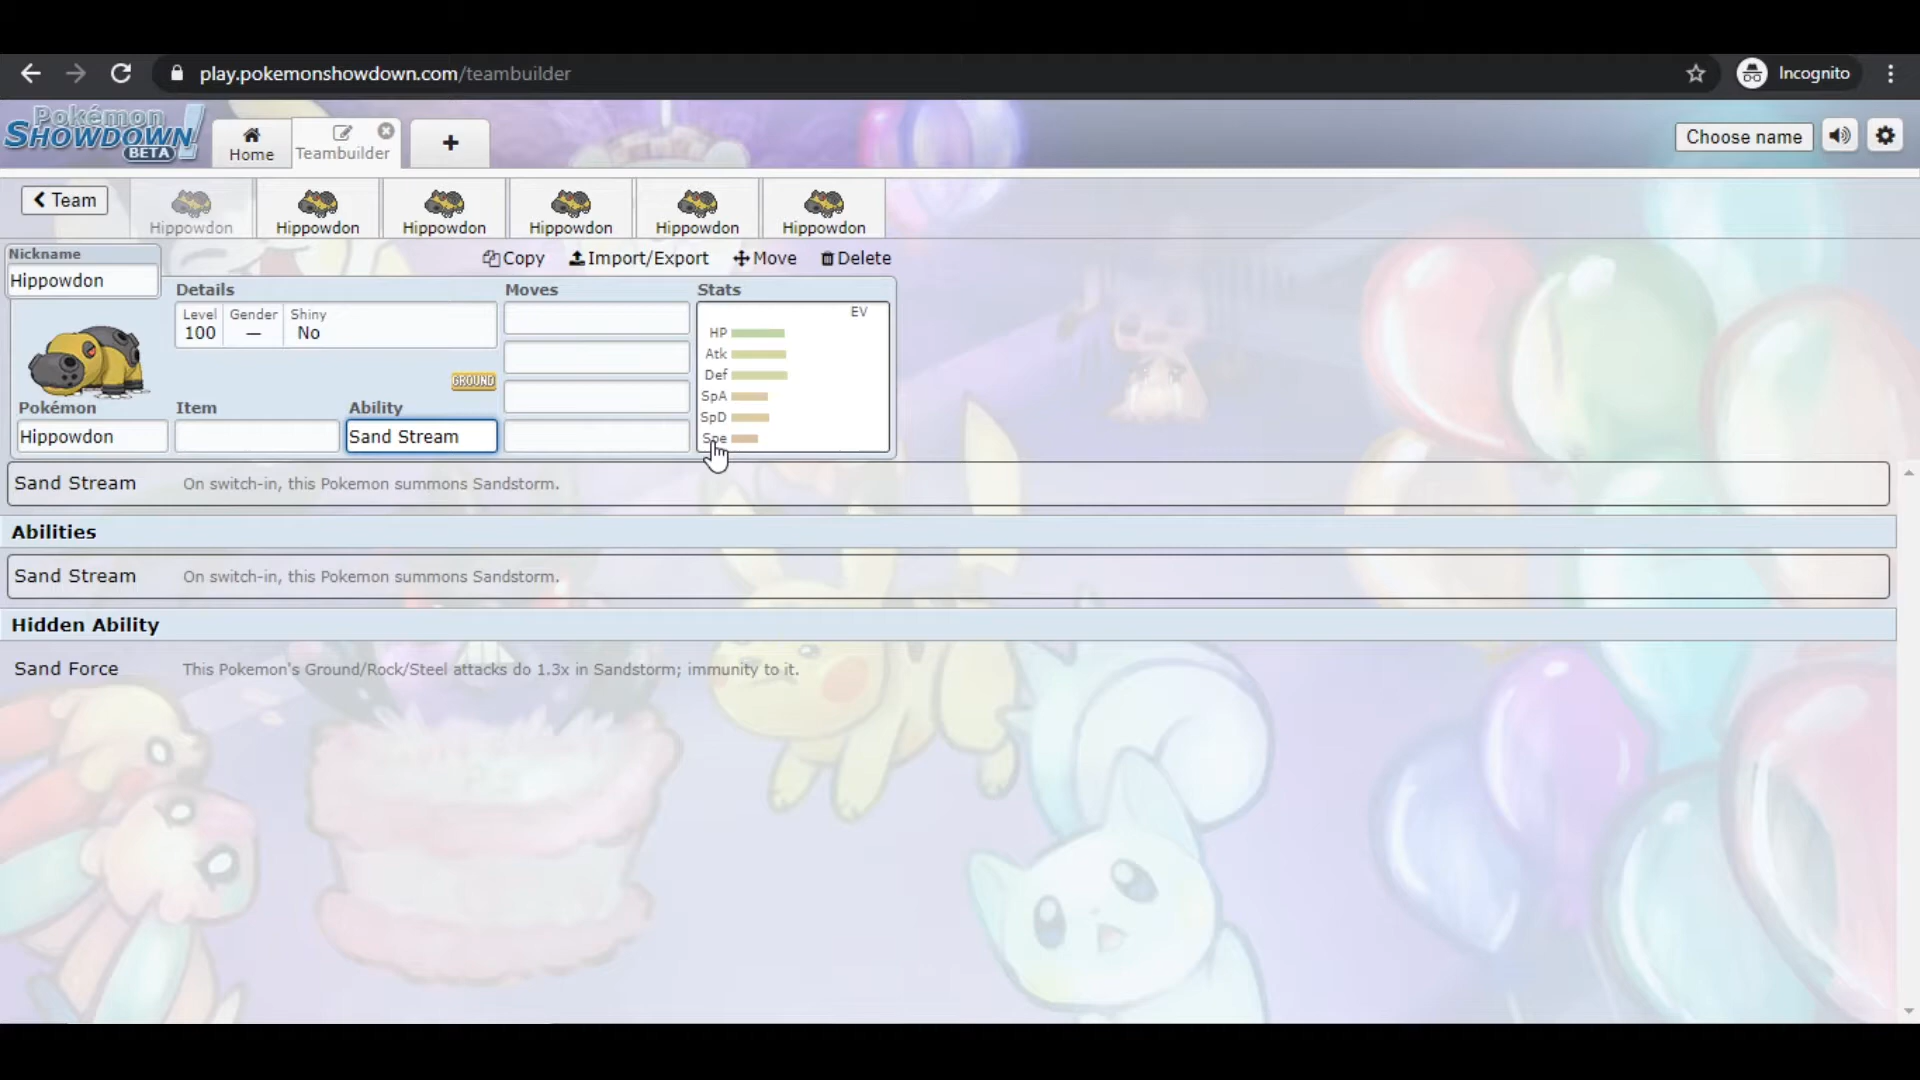 play.pokemonshowdown.com/teambuilder
Incognito
Pokémon
SHOWDOWN!
BETA
Home
Teambuilder
+
Choose name
Team
Hippowdon
Hippowdon
Hippowdon
Hippowdon
Hippowdon
Hippowdon
Nickname
Hippowdon
Copy
Import/Export
Move
Delete
Details
Moves
Stats
Level
Gender
Shiny
100
—
No
EV
HP
Atk
Def
SpA
SpD
Spe
GROUND
Pokémon
Item
Ability
Hippowdon
Sand Stream
Sand Stream On switch-in, this Pokemon summons Sandstorm.
Abilities
Sand Stream On switch-in, this Pokemon summons Sandstorm.
Hidden Ability
Sand Force This Pokemon's Ground/Rock/Steel attacks do 1.3x in Sandstorm; immunity to it.